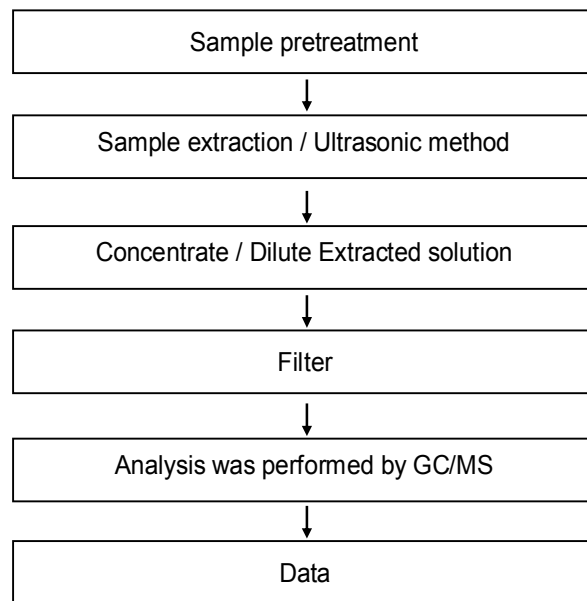 Sample pretreatment
Sample extraction / Ultrasonic method
Concentrate / Dilute Extracted solution
Filter
Analysis was performed by GC/MS
Data